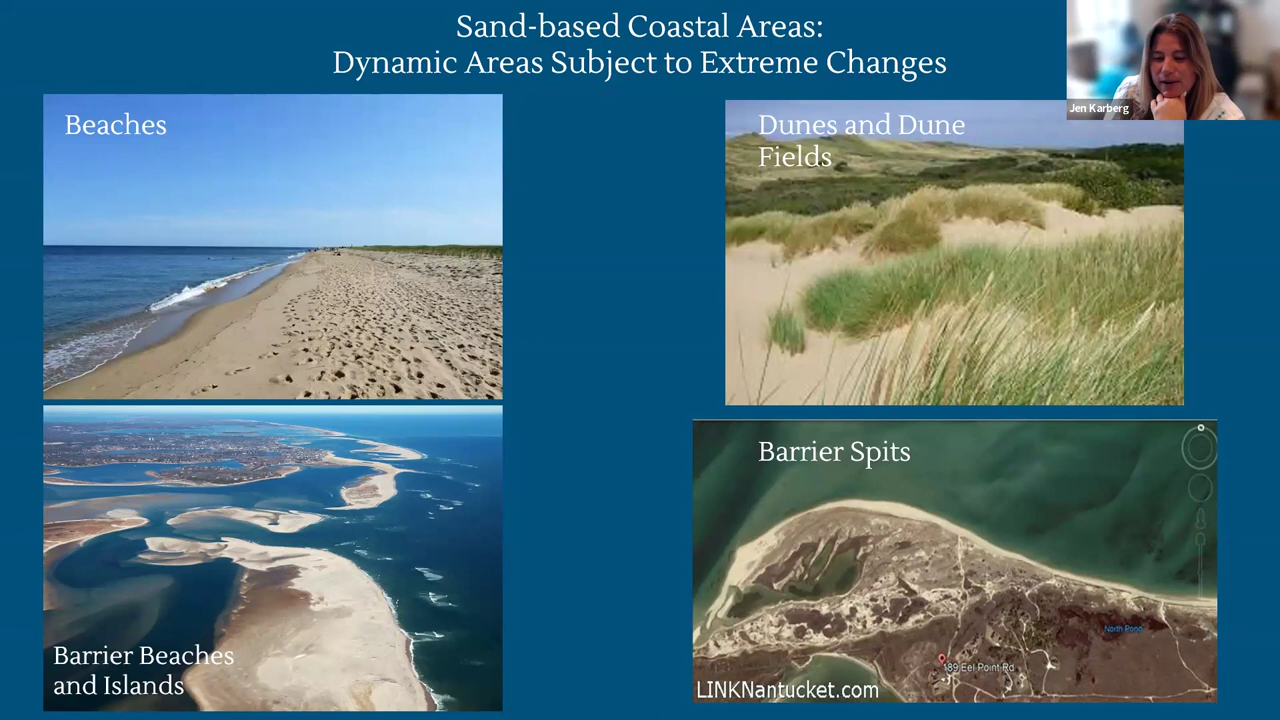 Sand-based Coastal Areas:
Dynamic Areas Subject to Extreme Changes
Jen Karberg
Beaches
Dunes and Dune
Fields
Barrier Beaches
and Islands
Barrier Spits
North Pond
189 Eel Point Rd
LINKNantucket.com